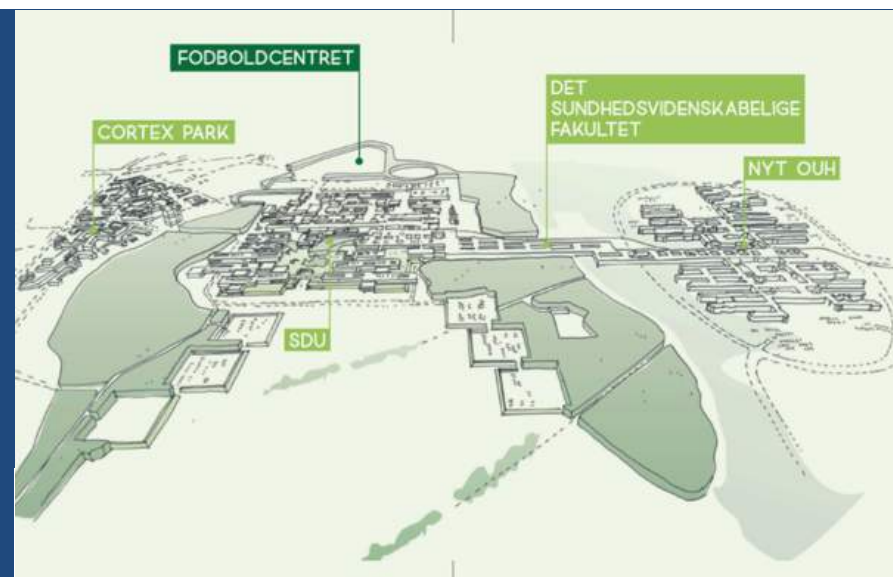 FODBOLDCENTRET
DET
SUNDHEDSVIDENSKABELIGE
FAKULTET
CORTEX PARK
NYT OUH
SDU